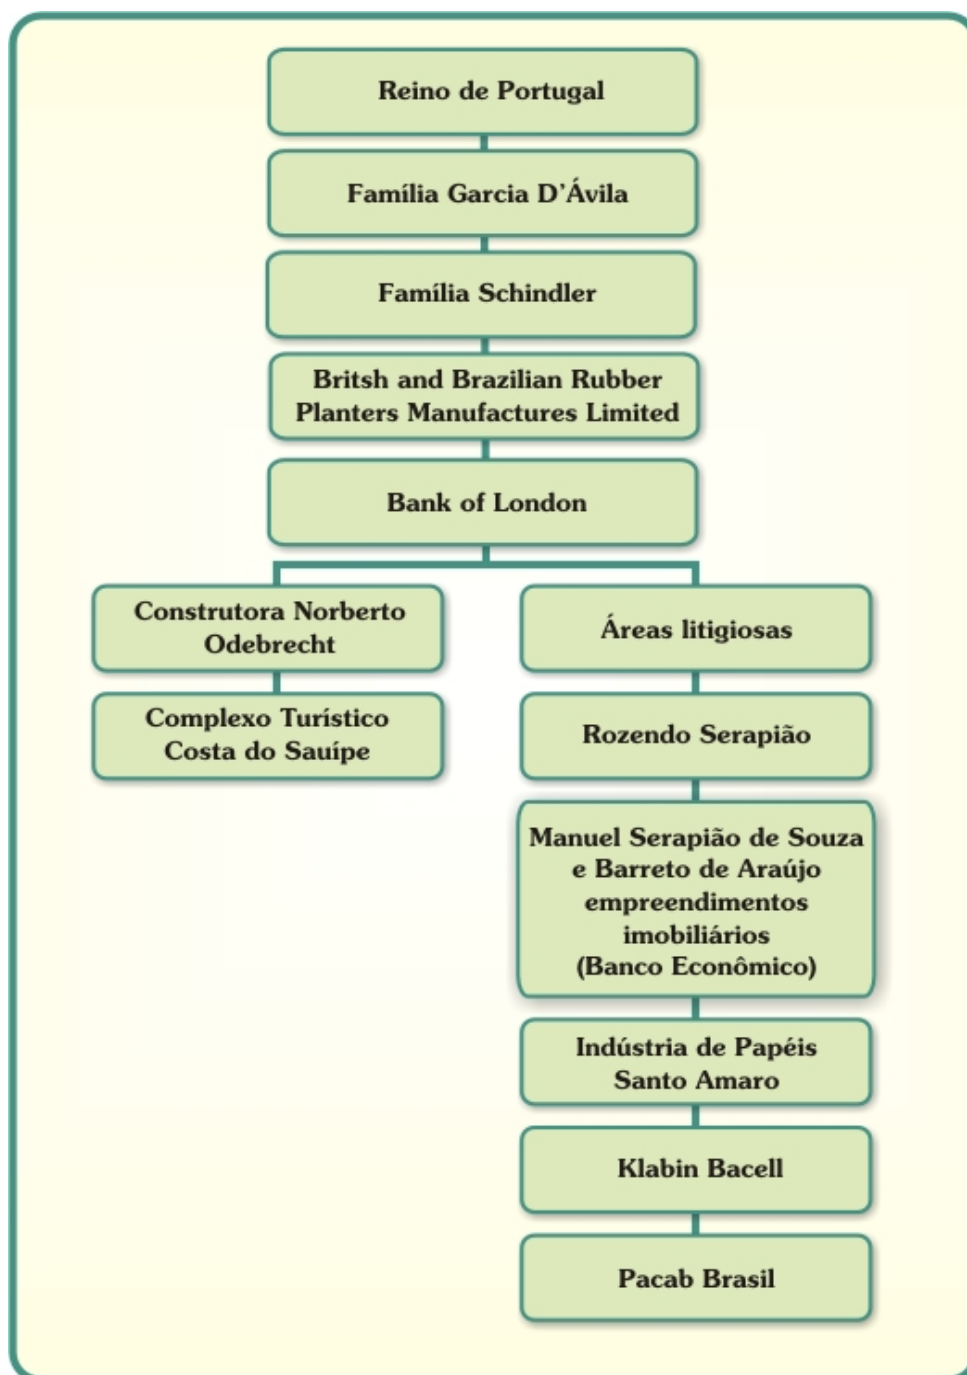 Reino de Portugal
Família Garcia D'Ávila
Família Schindler
Britsh and Brazilian Rubber
Planters Manufactures Limited
Bank of London
Construtora Norberto
Odebrecht
Complexo Turístico
Costa do Sauípe
Áreas litigiosas
Rozendo Serapião
Manuel Serapião de Souza
e Barreto de Araújo
empreendimentos
imobiliários
(Banco Econômico)
Indústria de Papéis
Santo Amaro
Klabin Bacell
Pacab Brasil